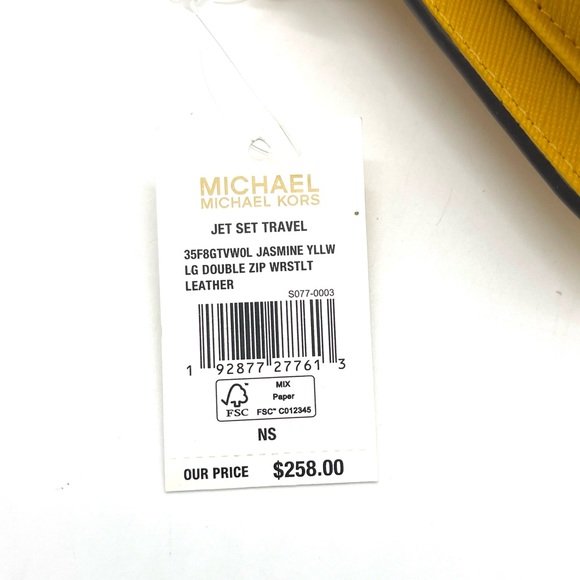 MICHAEL
MICHAEL KORS
JET SET TRAVEL
35F8GTVW0L JASMINE YLLW
LG DOUBLE ZIP WRSTLT
LEATHER
S077-0003
1 92877 27761 3
FSC
MIX
Paper
FSC™ C012345
NS
OUR PRICE $258.00